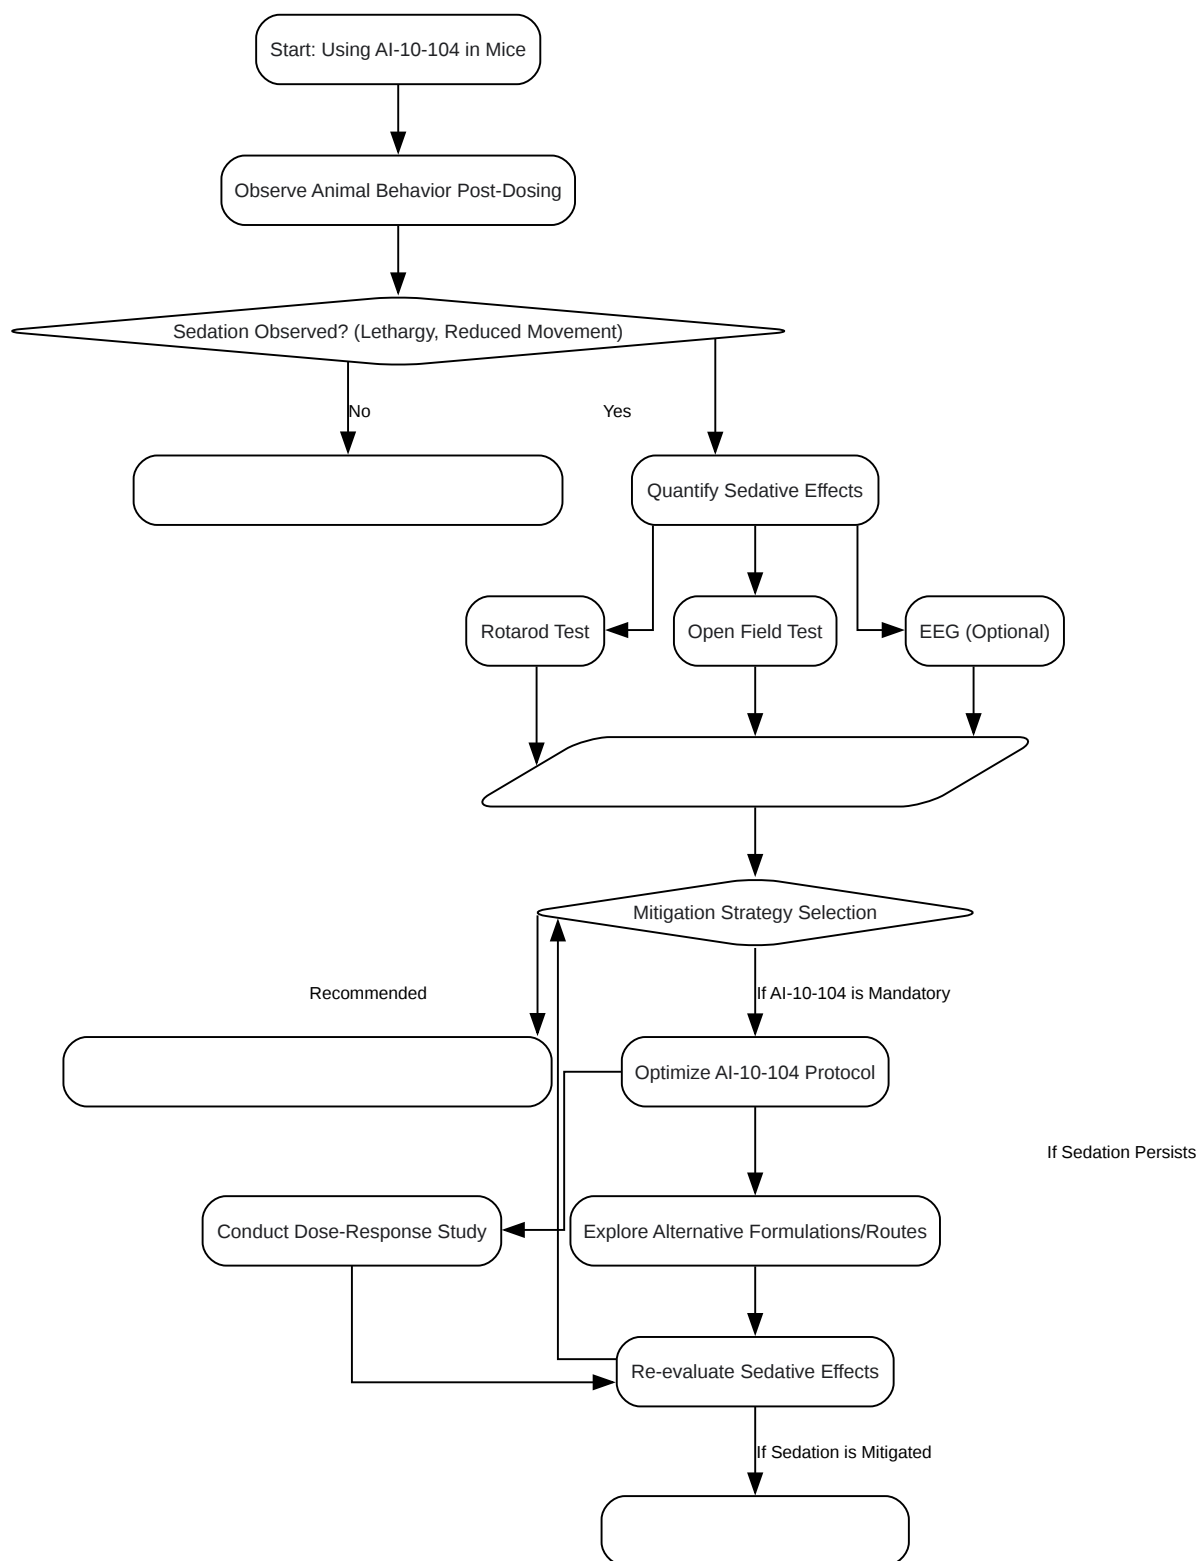 Start: Using AI-10-104 in Mice
Observe Animal Behavior Post-Dosing
Sedation Observed? (Lethargy, Reduced Movement)
No
Yes
Quantify Sedative Effects
Rotarod Test
Open Field Test
EEG (Optional)
Mitigation Strategy Selection
Recommended
If AI-10-104 is Mandatory
Optimize AI-10-104 Protocol
If Sedation Persists
Conduct Dose-Response Study
Explore Alternative Formulations/Routes
Re-evaluate Sedative Effects
If Sedation is Mitigated